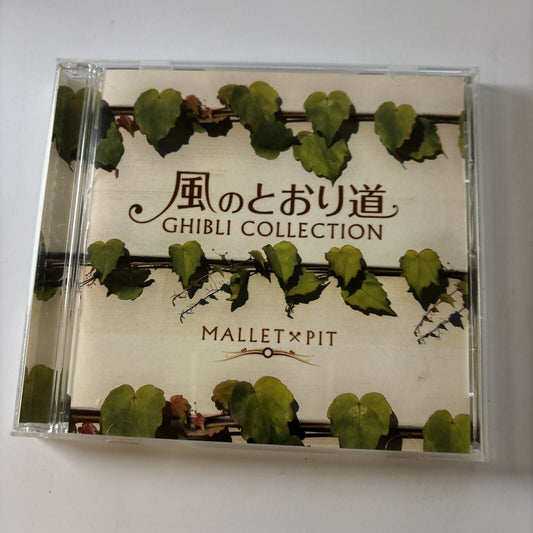 風のとおり道
GHIBLI COLLECTION
MALLET×PIT